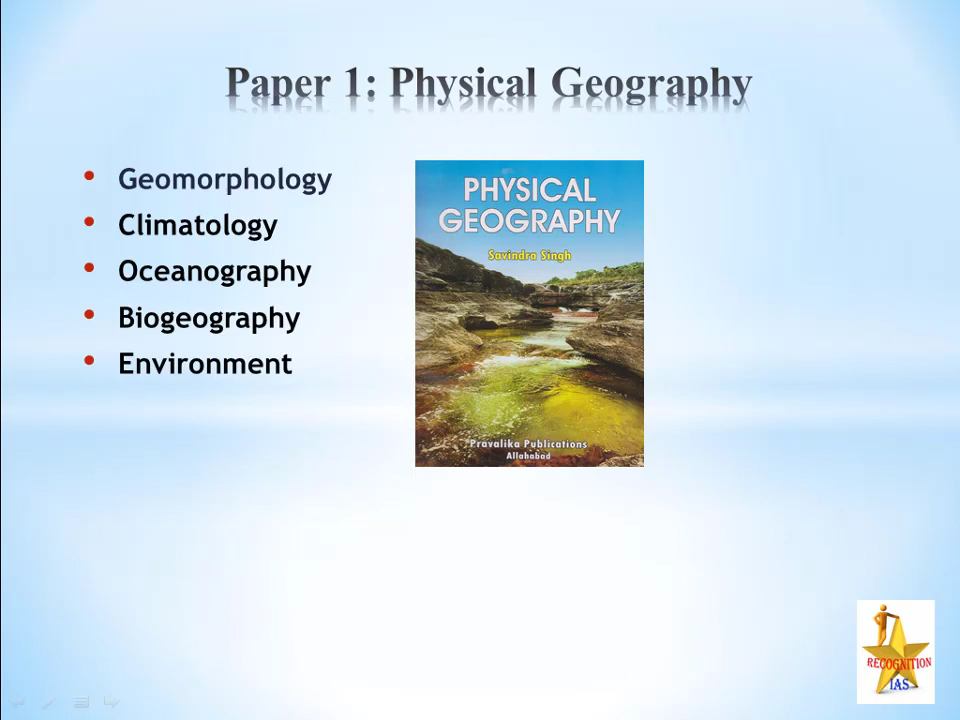 Paper 1: Physical Geography
• Geomorphology
• Climatology
• Oceanography
• Biogeography
• Environment
PHYSICAL
GEOGRAPHY
Savindra Singh
Pravalika Publications
Allahabad
RECOGNITION
IAS